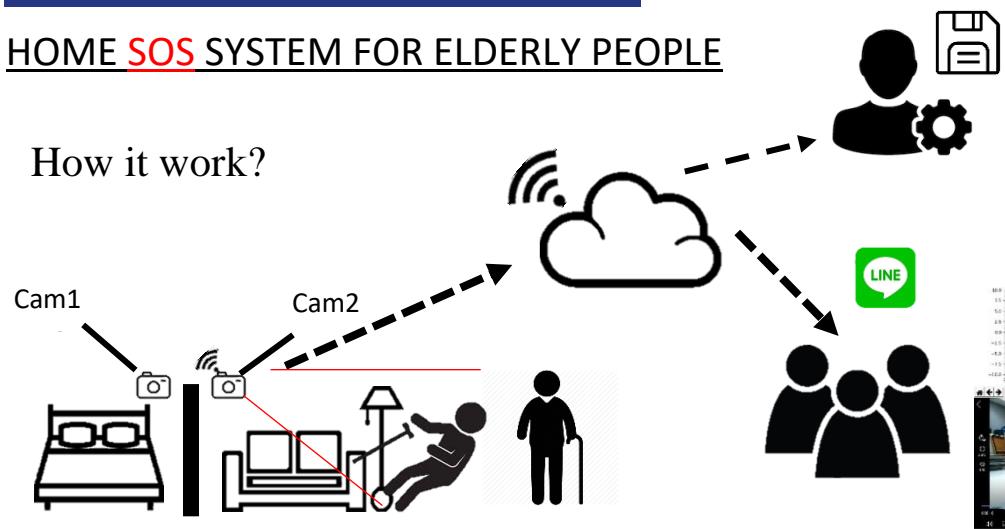 HOME SOS SYSTEM FOR ELDERLY PEOPLE
How it work?
LINE
Cam1
Cam2